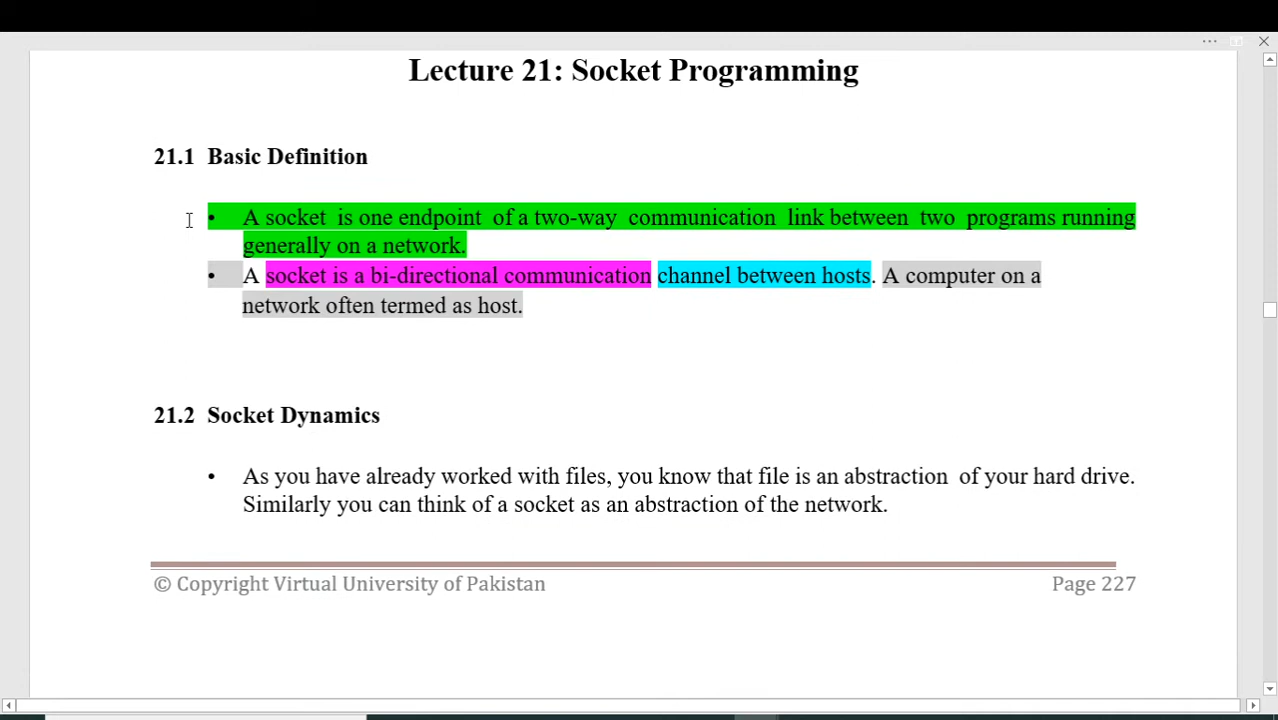 Lecture 21: Socket Programming
21.1 Basic Definition
• A socket is one endpoint of a two-way communication link between two programs running
generally on a network.
• A socket is a bi-directional communication channel between hosts. A computer on a
network often termed as host.
21.2 Socket Dynamics
• As you have already worked with files, you know that file is an abstraction of your hard drive.
Similarly you can think of a socket as an abstraction of the network.
© Copyright Virtual University of Pakistan Page 227